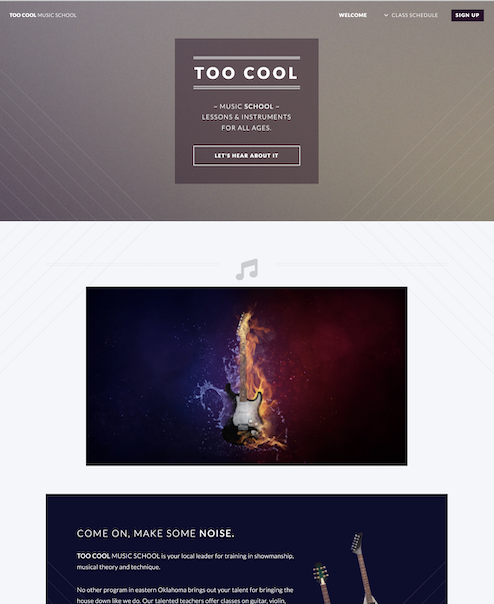 TOO COOL MUSIC SCHOOL
WELCOME
CLASS SCHEDULE
SIGN UP
TOO COOL
– MUSIC SCHOOL –
LESSONS & INSTRUMENTS
FOR ALL AGES.
LET'S HEAR ABOUT IT
COME ON, MAKE SOME NOISE.
TOO COOL MUSIC SCHOOL is your local leader for training in showmanship,
musical theory and technique.
No other program in eastern Oklahoma brings out your talent for bringing the
house down like we do. Our talented teachers offer classes on guitar, violin,